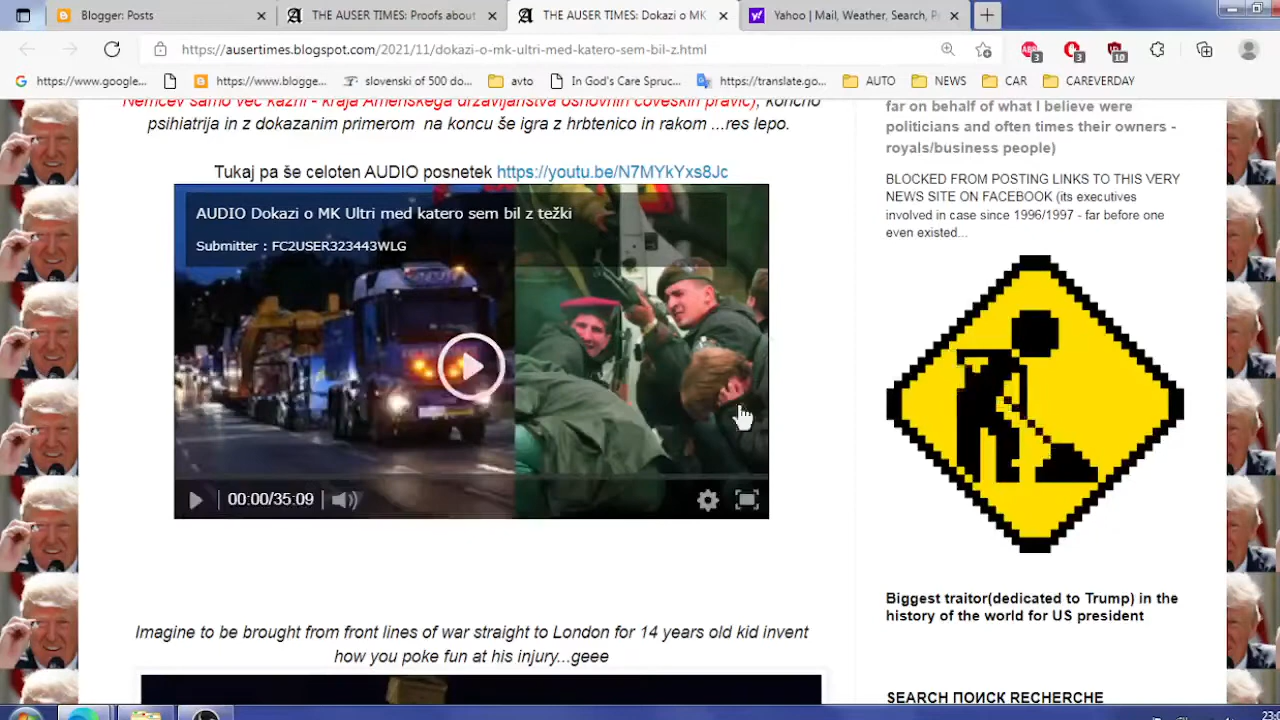 Blogger: Posts
THE AUSER TIMES: Proofs about
THE AUSER TIMES: Dokazi o MK
Yahoo | Mail, Weather, Search, P
https://ausertimes.blogspot.com/2021/11/dokazi-o-mk-ultri-med-katero-sem-bil-z.html
3
3
10
https://www.google...
https://www.blogge...
slovenski of 500 do...
avto
In God's Care Spruc...
https://translate.go...
AUTO
NEWS
CAR
CAREVERDAY
Nemčev samo več kazni - kraja Ameriškega državljanstva osnovnih človeških pravic), končno
psihiatrija in z dokazanim primerom na koncu še igra z hrbtenico in rakom ...res lepo.
Tukaj pa še celoten AUDIO posnetek https://youtu.be/N7MYkYxs8Jc
AUDIO Dokazi o MK Ultri med katero sem bil z težki
Submitter : FC2USER323443WLG
00:00/35:09
Imagine to be brought from front lines of war straight to London for 14 years old kid invent
how you poke fun at his injury...geee
far on behalf of what I believe were
politicians and often times their owners -
royals/business people)
BLOCKED FROM POSTING LINKS TO THIS VERY
NEWS SITE ON FACEBOOK (its executives
involved in case since 1996/1997 - far before one
even existed...
Biggest traitor(dedicated to Trump) in the
history of the world for US president
SEARCH ПОИСК RECHERCHE